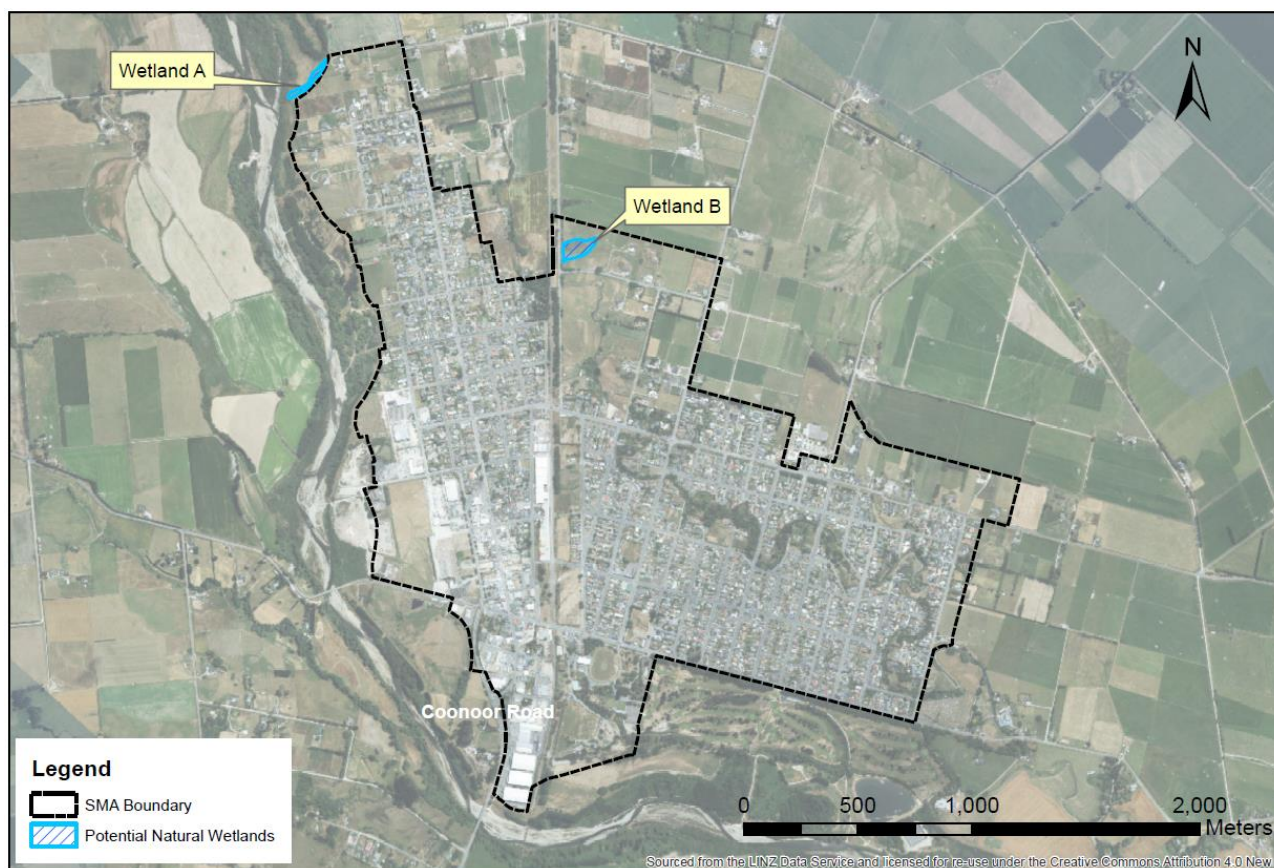 Wetland A
N
Wetland B
Coonoor Road
Legend
SMA Boundary
Potential Natural Wetlands
0 500 1,000 2,000
Meters
Sourced from the LINZ Data Service and licensed for re-use under the Creative Commons Attribution 4.0 New